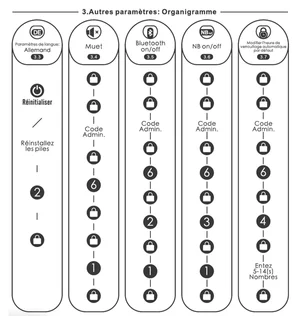 3.Autres paramètres: Organigramme
DE
Paramètres de langue:
Allemand
3.3
Réinitialiser
Réinstallez
les piles
2
Muet
3.4
Code
Admin.
6
1
Bluetooth
on/off
3.5
Code
Admin.
6
2
1
NB
NB on/off
3.6
Code
Admin.
6
3
1
Modifier l'heure de
verrouillage automatique
par défaut
3.7
Code
Admin.
6
4
Entez
5-14(s)
Nombres